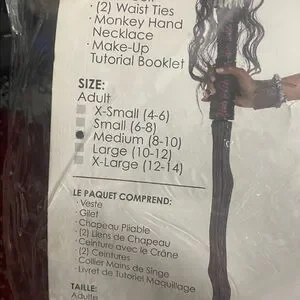 · (2) Waist Ties
· Monkey Hand
Necklace
· Make-Up
Tutorial Booklet
SIZE:
Adult
X-Small (4-6)
Small (6-8)
Medium (8-10)
Large (10-12)
X-Large (12-14)
LE PAQUET COMPREND:
· Veste
· Gilet
· Chapeau Pliable
· (2) Liens de Chapeau
· Ceinture avec le Crâne
· (2) Ceintures
· Collier Mains de Singe
· Livret de Tutoriel Maquillage
TAILLE:
Adulte